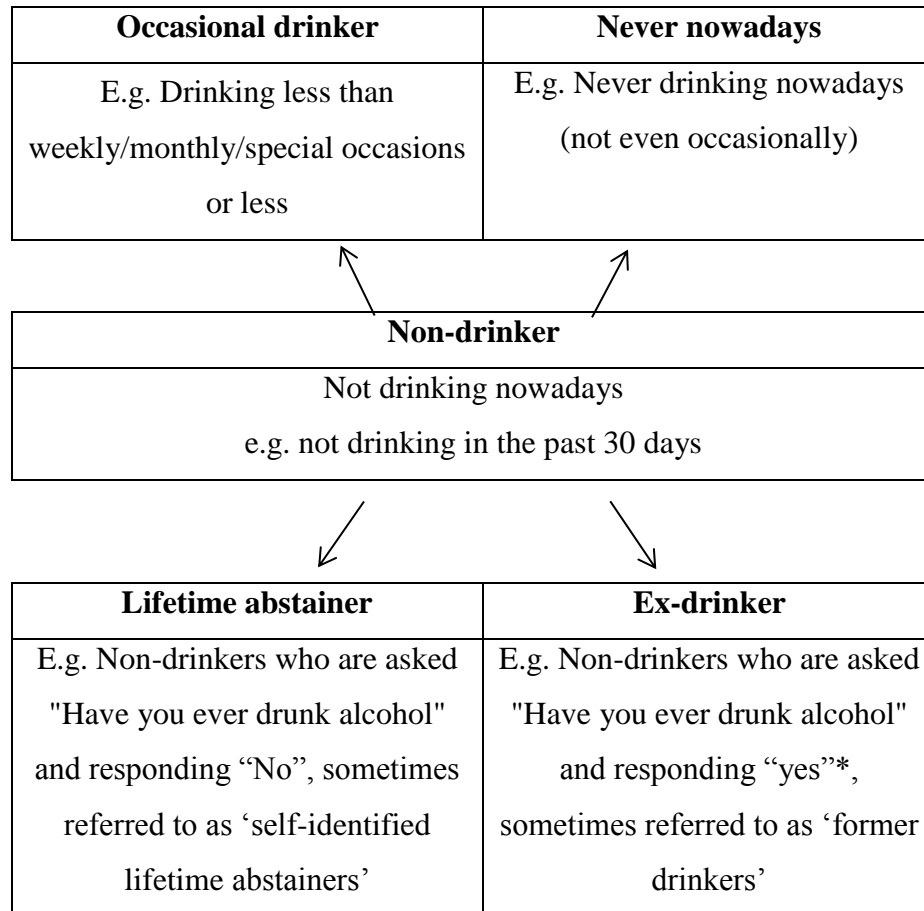 Occasional drinker
E.g. Drinking less than
weekly/monthly/special occasions
or less
Never nowadays
E.g. Never drinking nowadays
(not even occasionally)
Non-drinker
Not drinking nowadays
e.g. not drinking in the past 30 days
Lifetime abstainer
E.g. Non-drinkers who are asked
"Have you ever drunk alcohol"
and responding “No”, sometimes
referred to as ‘self-identified
lifetime abstainers’
Ex-drinker
E.g. Non-drinkers who are asked
"Have you ever drunk alcohol"
and responding “yes”*,
sometimes referred to as ‘former
drinkers’